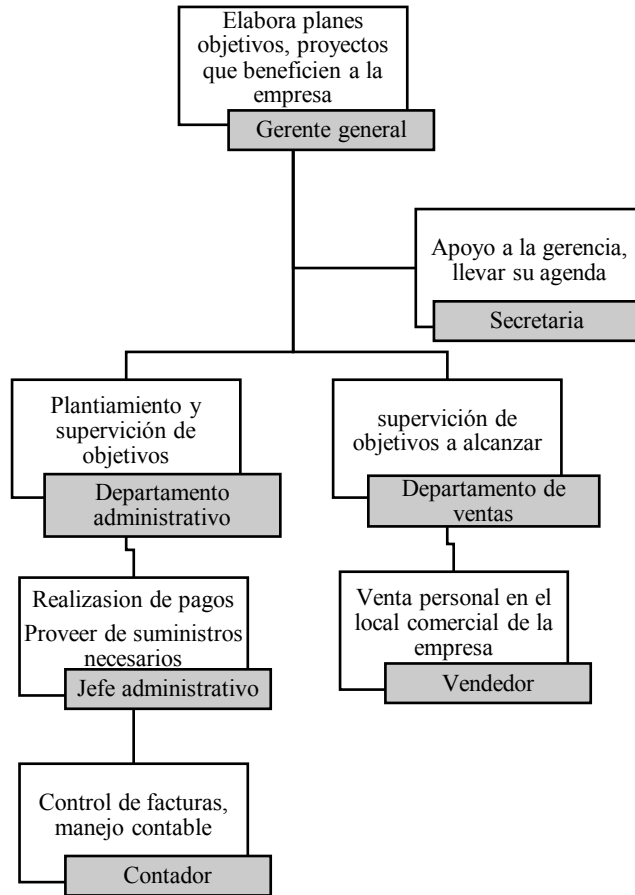 Elabora planes
objetivos, proyectos
que beneficien a la
empresa
Gerente general
Apoyo a la gerencia,
llevar su agenda
Secretaria
Plantiamiento y
supervición de
objetivos
Departamento
administrativo
supervición de
objetivos a alcanzar
Departamento de
ventas
Realizasion de pagos
Proveer de suministros
necesarios
Jefe administrativo
Venta personal en el
local comercial de la
empresa
Vendedor
Control de facturas,
manejo contable
Contador